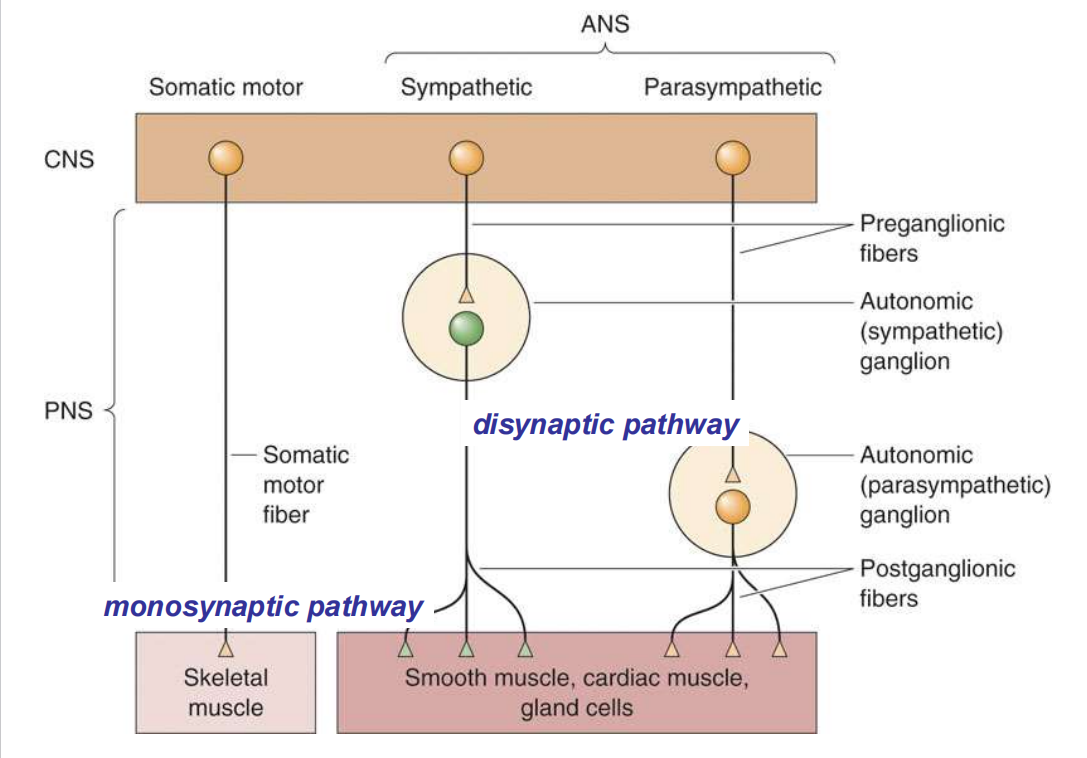 ANS
Somatic motor
Sympathetic
Parasympathetic
CNS
Preganglionic
fibers
Autonomic
(sympathetic)
ganglion
PNS
disynaptic pathway
Somatic
motor
fiber
Autonomic
(parasympathetic)
ganglion
Postganglionic
fibers
monosynaptic pathway
Skeletal
muscle
Smooth muscle, cardiac muscle,
gland cells